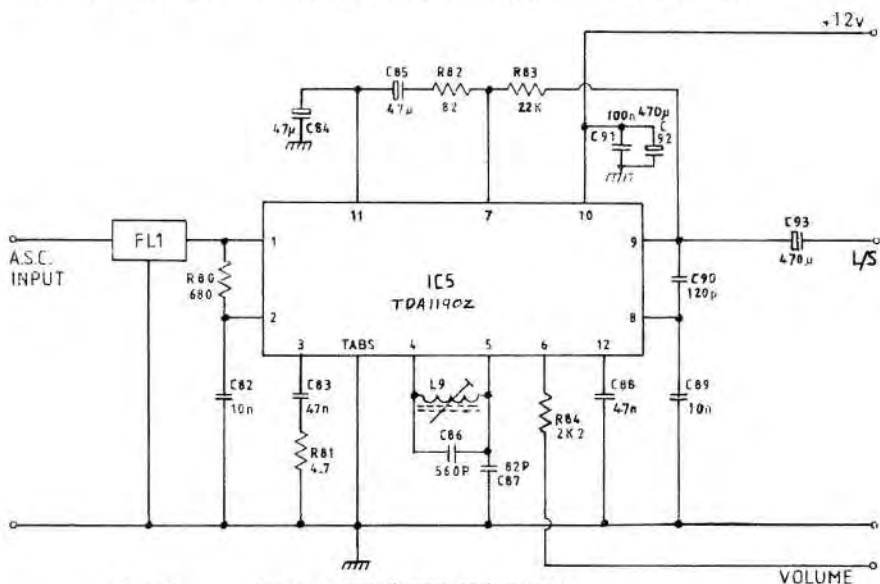 +12v
C85 R82 R83
47µ 82 22K
47µ C84
100n 470µ
C91 C92
11 7 10
A.S.C. INPUT
FL1
1
R80
680
2
IC5
TDA1190Z
9
8
C93
470µ
L/S
C90
120p
3 TABS 4 5 6 12
C82
10n
C83
47n
R81
4.7
L9
C86
560P
82P
C87
R84
2K2
C88
47n
C89
10n
VOLUME